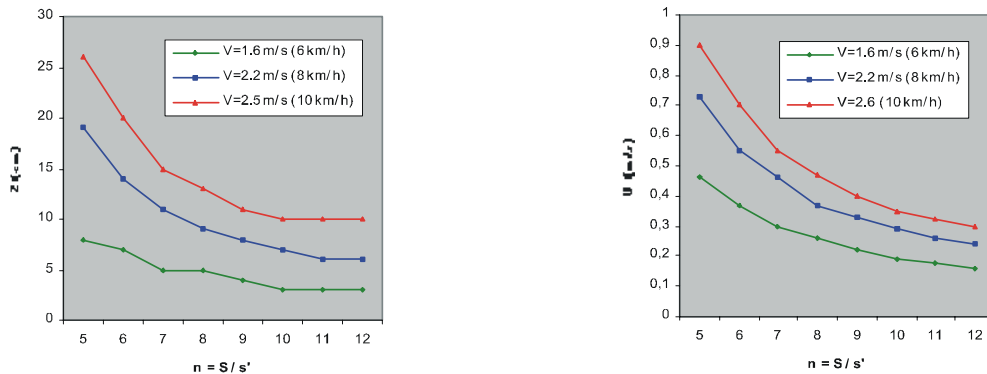 30
25
20
15
10
5
0
V=1.6 m/s (6 km/h)
V=2.2 m/s (8 km/h)
V=2.5 m/s (10 km/h)
5 6 7 8 9 10 11 12
n = S / s'
1
0,9
0,8
0,7
0,6
0,5
0,4
0,3
0,2
0,1
0
V=1.6 m/s (6 km/h)
V=2.2 m/s (8 km/h)
V=2.6 (10 km/h)
5 6 7 8 9 10 11 12
n = S / s'